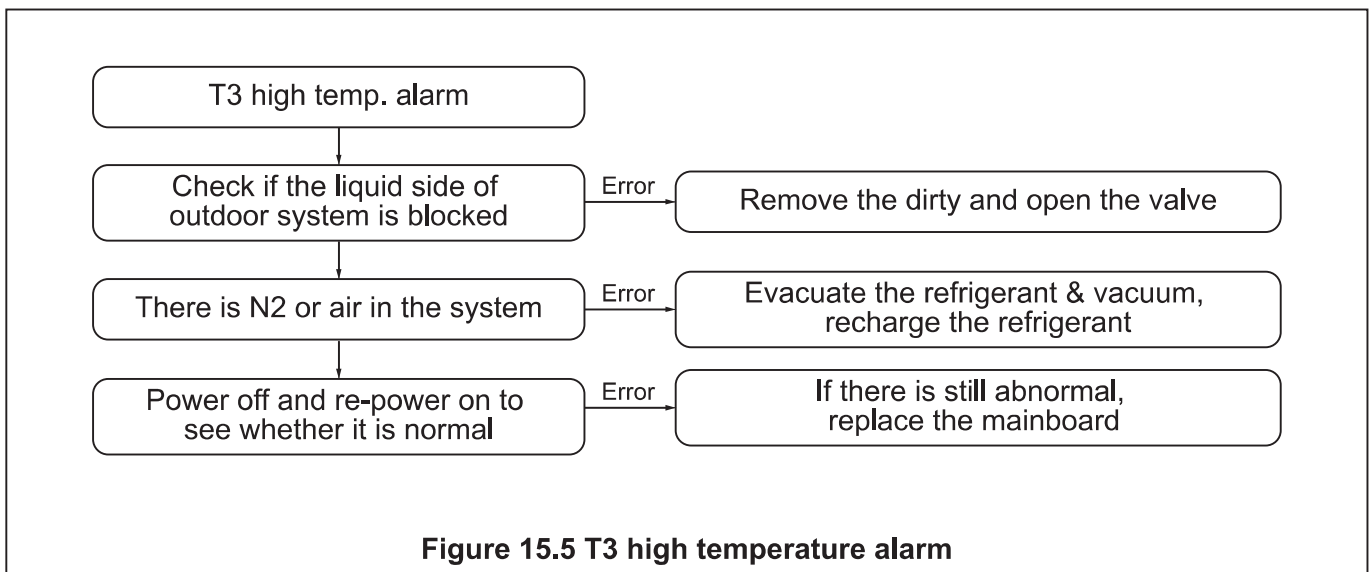 T3 high temp. alarm
Check if the liquid side of
outdoor system is blocked
Error
Remove the dirty and open the valve
There is N2 or air in the system
Error
Evacuate the refrigerant & vacuum,
recharge the refrigerant
Power off and re-power on to
see whether it is normal
Error
If there is still abnormal,
replace the mainboard
Figure 15.5 T3 high temperature alarm